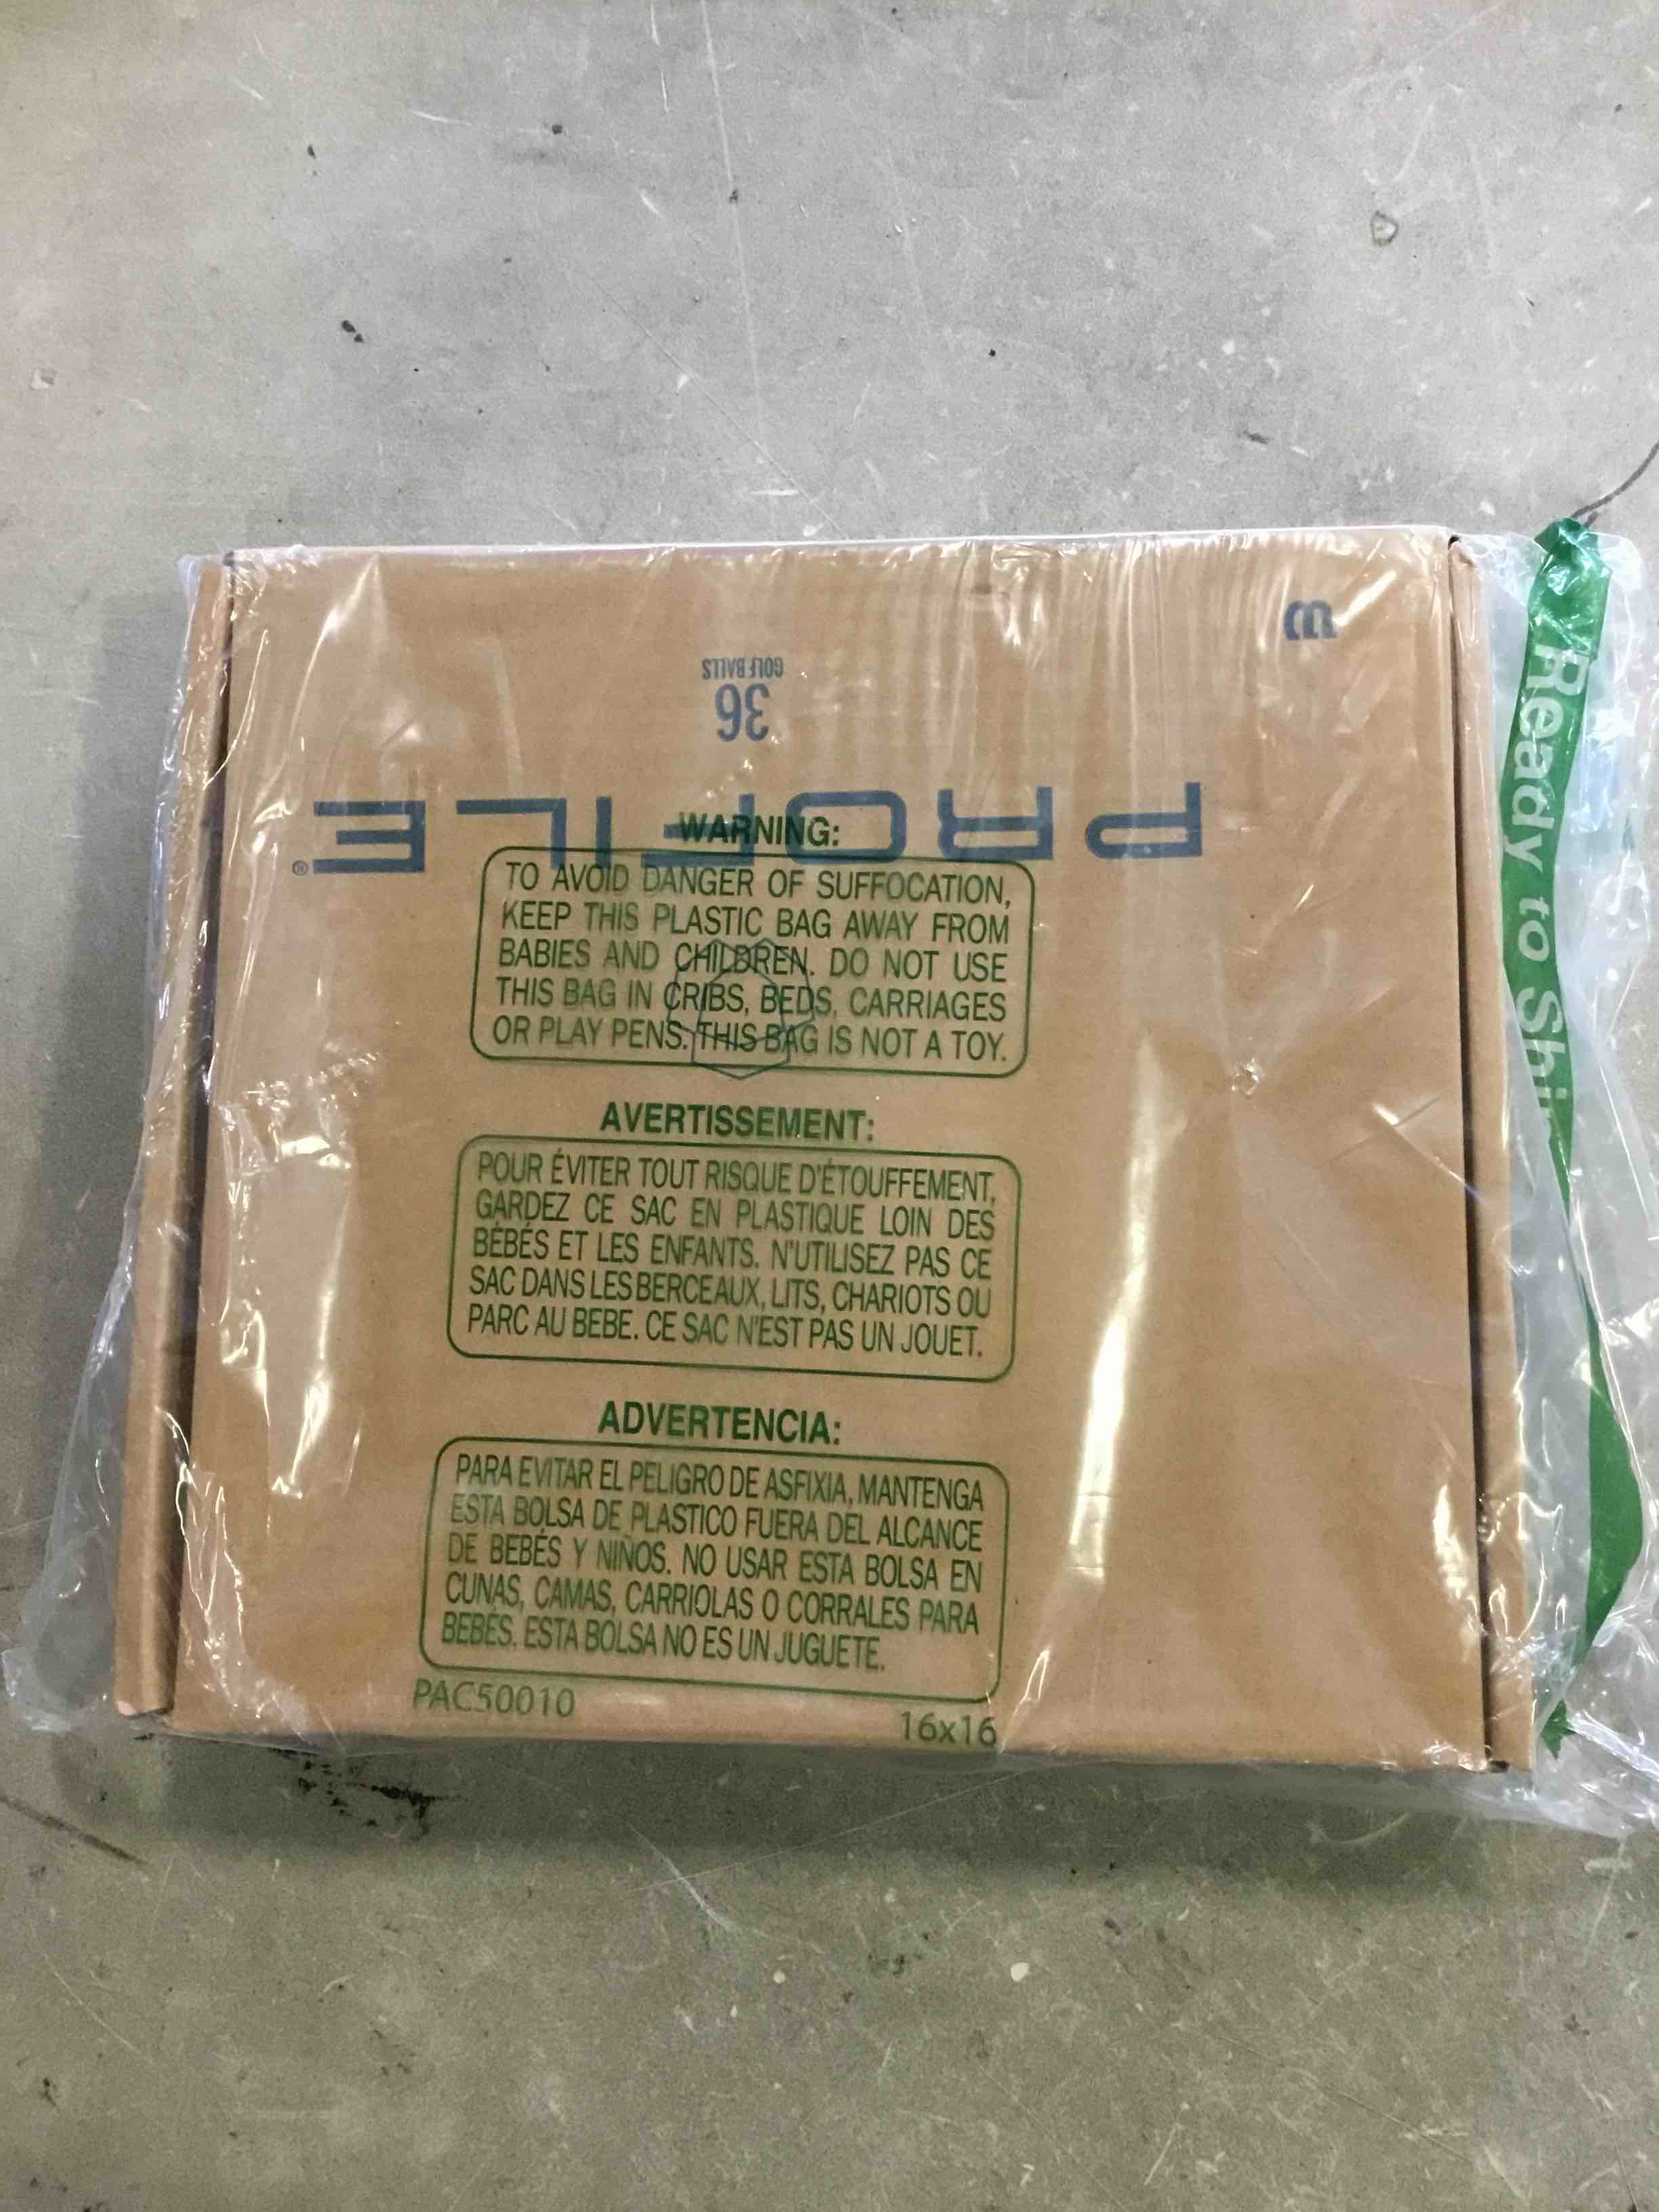 W
36
GOLF BALLS
PROFILE®
WARNING:
TO AVOID DANGER OF SUFFOCATION,
KEEP THIS PLASTIC BAG AWAY FROM
BABIES AND CHILDREN. DO NOT USE
THIS BAG IN CRIBS, BEDS, CARRIAGES
OR PLAY PENS. THIS BAG IS NOT A TOY.
AVERTISSEMENT:
POUR ÉVITER TOUT RISQUE D'ÉTOUFFEMENT,
GARDEZ CE SAC EN PLASTIQUE LOIN DES
BÉBÉS ET LES ENFANTS. N'UTILISEZ PAS CE
SAC DANS LES BERCEAUX, LITS, CHARIOTS OU
PARC AU BEBE. CE SAC N'EST PAS UN JOUET.
ADVERTENCIA:
PARA EVITAR EL PELIGRO DE ASFIXIA, MANTENGA
ESTA BOLSA DE PLASTICO FUERA DEL ALCANCE
DE BEBÉS Y NIÑOS. NO USAR ESTA BOLSA EN
CUNAS, CAMAS, CARRIOLAS O CORRALES PARA
BEBÉS. ESTA BOLSA NO ES UN JUGUETE.
PAC50010
16x16
Ready to Shi